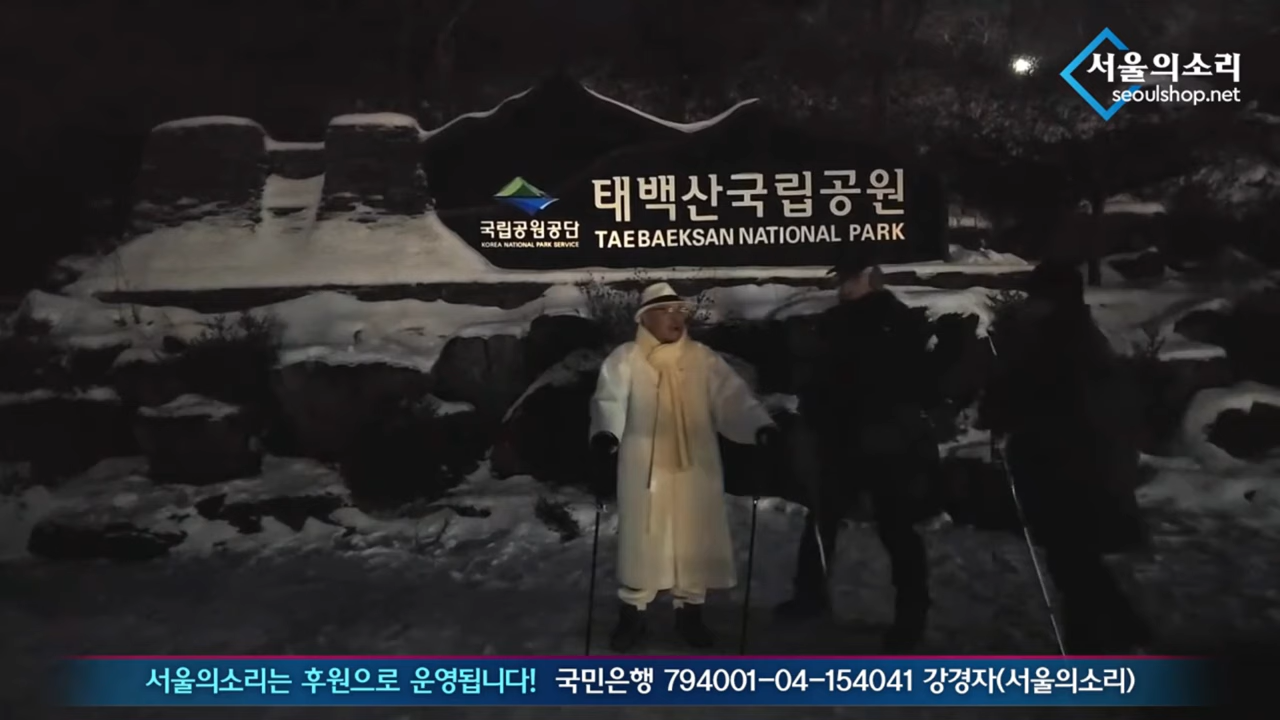 서울의소리
seoulshop.net
태백산국립공원
국립공원공단
TAEBAEKSAN NATIONAL PARK
KOREA NATIONAL PARK SERVICE
서울의소리는 후원으로 운영됩니다! 국민은행 794001-04-154041 강경자(서울의소리)